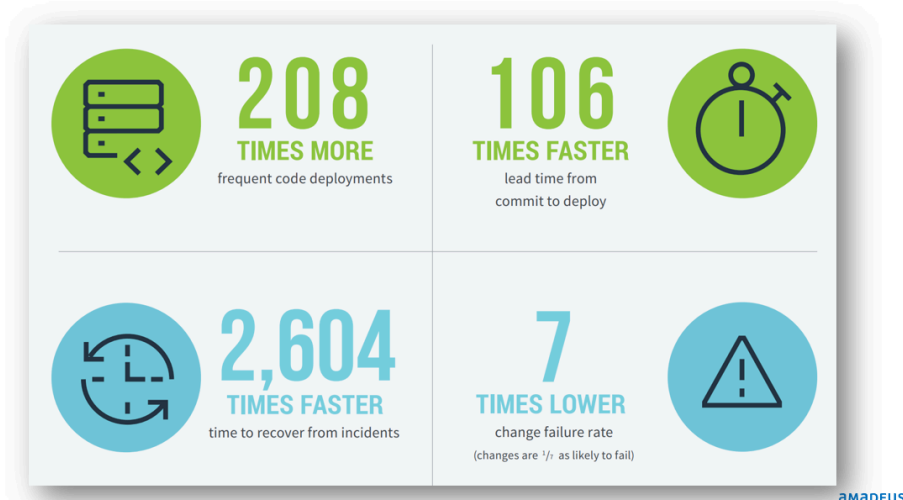 208
TIMES MORE
frequent code deployments
106
TIMES FASTER
lead time from
commit to deploy
2,604
TIMES FASTER
time to recover from incidents
7
TIMES LOWER
change failure rate
(changes are 1/7 as likely to fail)
aмaDEUS